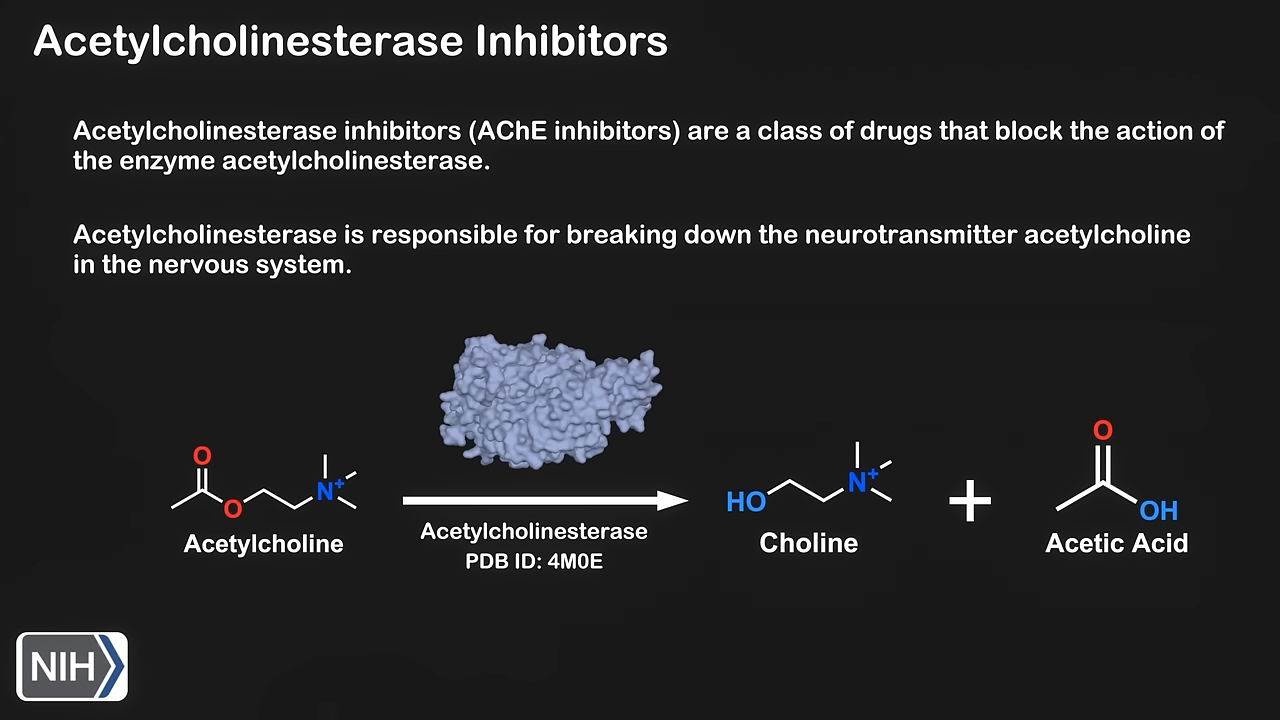 Acetylcholinesterase Inhibitors
Acetylcholinesterase inhibitors (AChE inhibitors) are a class of drugs that block the action of
the enzyme acetylcholinesterase.
Acetylcholinesterase is responsible for breaking down the neurotransmitter acetylcholine
in the nervous system.
O
O
N+
Acetylcholine
Acetylcholinesterase
PDB ID: 4M0E
HO
N+
Choline
+
O
OH
Acetic Acid
NIH